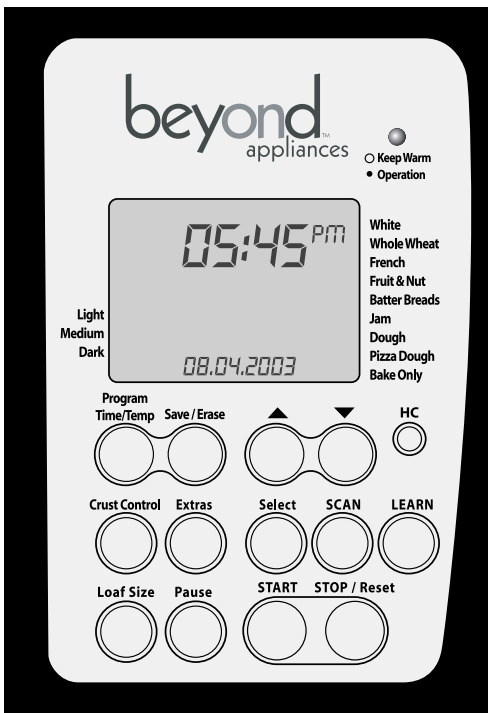 beyond™
appliances
Keep Warm
Operation
05:45 PM
White
Whole Wheat
French
Fruit & Nut
Batter Breads
Jam
Dough
Pizza Dough
Bake Only
Light
Medium
Dark
08.04.2003
Program
Time/Temp Save / Erase ▲ ▼ HC
Crust Control Extras Select SCAN LEARN
Loaf Size Pause START STOP / Reset